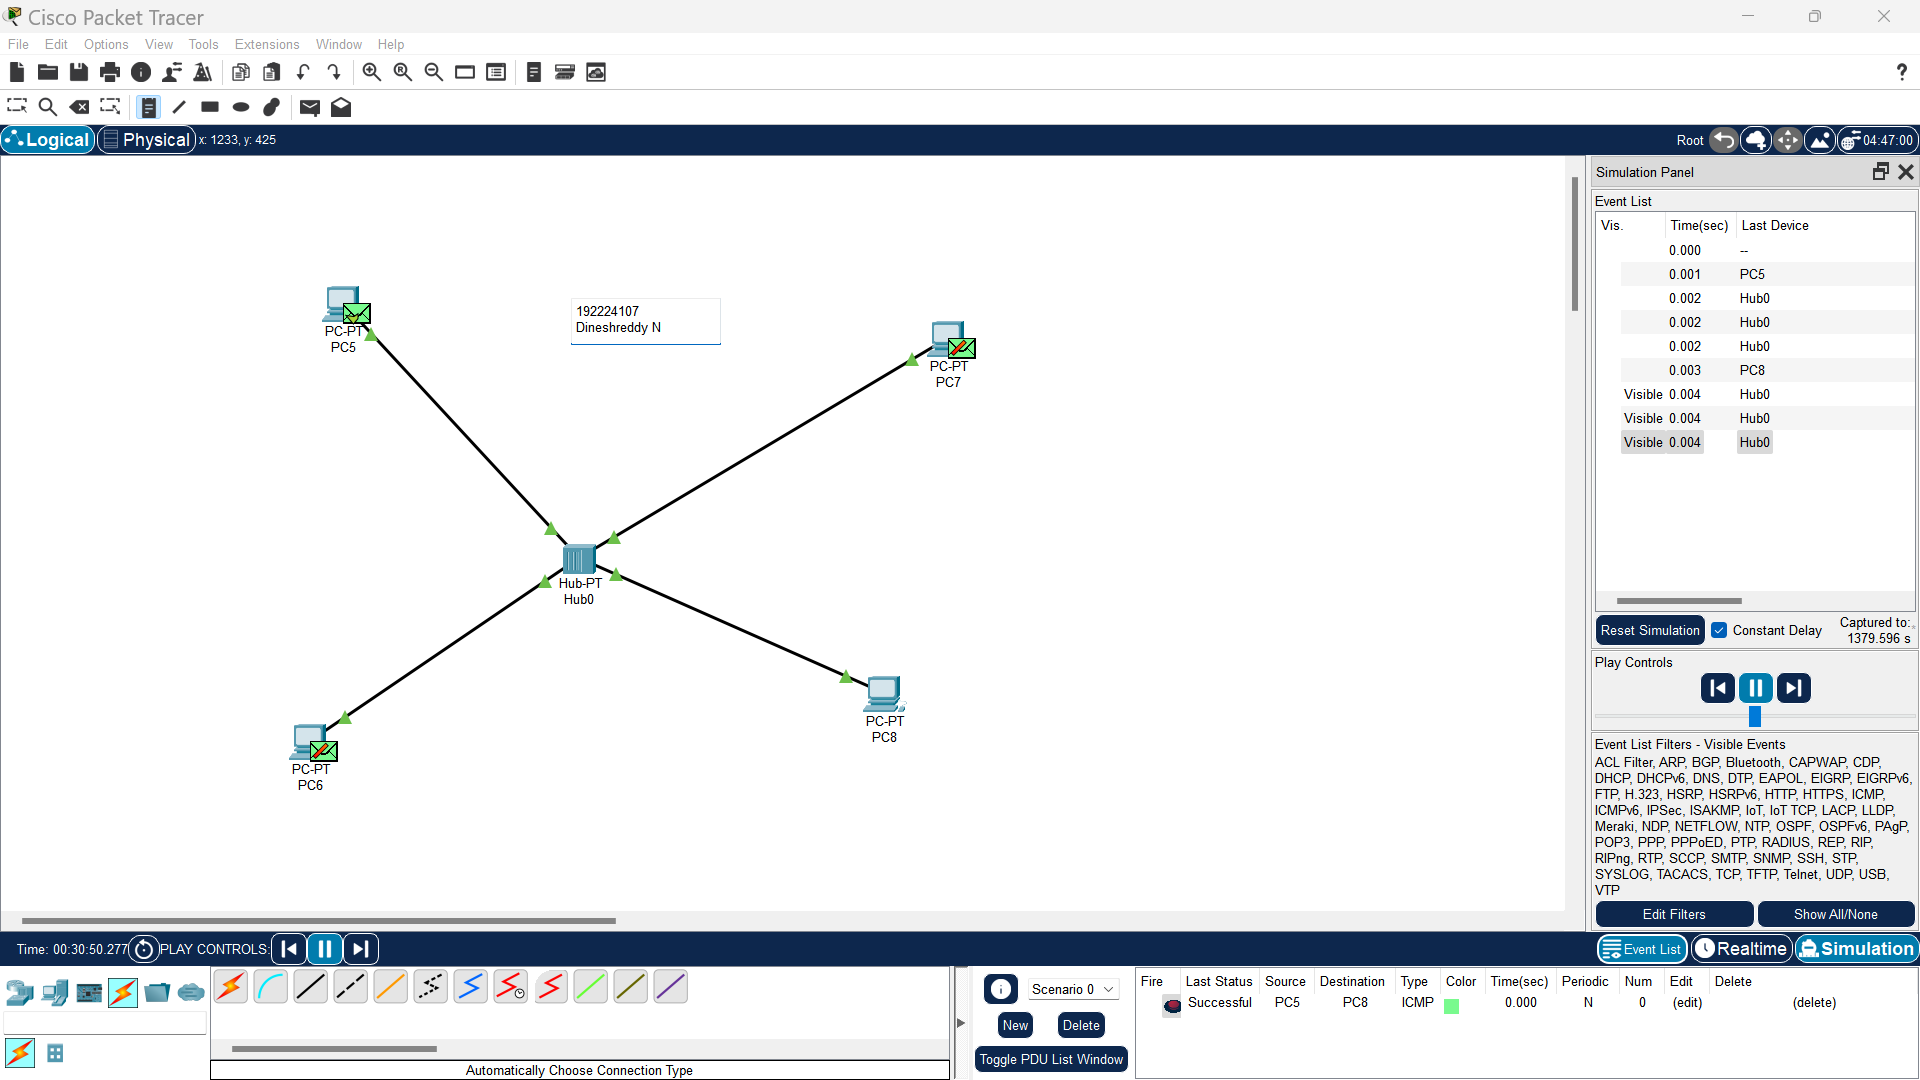 Cisco Packet Tracer
File Edit Options View Tools Extensions Window Help
Logical Physical x: 1233, y: 425 Root 04:47:00
Simulation Panel
Event List
Vis. Time(sec) Last Device
0.000 --
0.001 PC5
0.002 Hub0
0.002 Hub0
0.002 Hub0
0.003 PC8
Visible 0.004 Hub0
Visible 0.004 Hub0
Visible 0.004 Hub0
Reset Simulation Constant Delay Captured to:
1379.596 s
Play Controls
Event List Filters - Visible Events
ACL Filter, ARP, BGP, Bluetooth, CAPWAP, CDP,
DHCP, DHCPv6, DNS, DTP, EAPOL, EIGRP, EIGRPv6,
FTP, H.323, HSRP, HSRPv6, HTTP, HTTPS, ICMP,
ICMPv6, IPSec, ISAKMP, IoT, IoT TCP, LACP, LLDP,
Meraki, NDP, NETFLOW, NTP, OSPF, OSPFv6, PAgP,
POP3, PPP, PPPoED, PTP, RADIUS, REP, RIP,
RIPng, RTP, SCCP, SMTP, SNMP, SSH, STP,
SYSLOG, TACACS, TCP, TFTP, Telnet, UDP, USB,
VTP
Edit Filters Show All/None
192224107
Dineshreddy N
PC-PT
PC5
PC-PT
PC7
Hub-PT
Hub0
PC-PT
PC8
PC-PT
PC6
Time: 00:30:50.277 PLAY CONTROLS: Event List Realtime Simulation
Scenario 0
New Delete
Toggle PDU List Window
Fire Last Status Source Destination Type Color Time(sec) Periodic Num Edit Delete
Successful PC5 PC8 ICMP 0.000 N 0 (edit) (delete)
Automatically Choose Connection Type